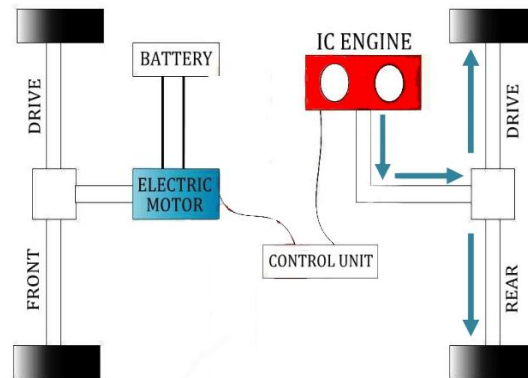 BATTERY
IC ENGINE
DRIVE
DRIVE
ELECTRIC
MOTOR
CONTROL UNIT
FRONT
REAR